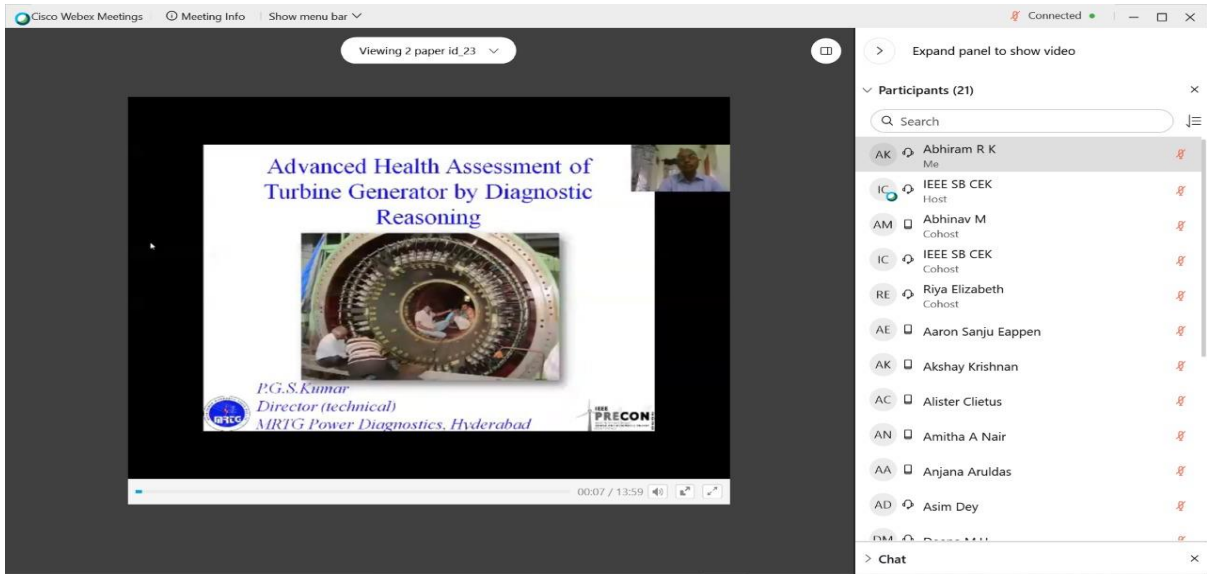 Cisco Webex Meetings
Meeting Info
Show menu bar
Connected
Viewing 2 paper id_23
Advanced Health Assessment of
Turbine Generator by Diagnostic
Reasoning
P.G.S.Kumar
Director (technical)
MRTG Power Diagnostics, Hyderabad
MRTG
IEEE
PRECON
00:07 / 13:59
Expand panel to show video
Participants (21)
Search
AK Abhiram R K
Me
IC IEEE SB CEK
Host
AM Abhinav M
Cohost
IC IEEE SB CEK
Cohost
RE Riya Elizabeth
Cohost
AE Aaron Sanju Eappen
AK Akshay Krishnan
AC Alister Clietus
AN Amitha A Nair
AA Anjana Aruldas
AD Asim Dey
DM
Chat